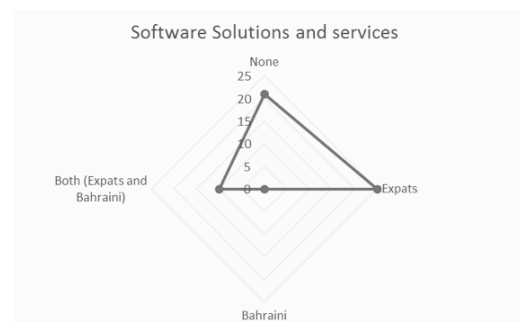 Software Solutions and services
None
25
20
15
10
5
0
Both (Expats and
Bahraini)
Expats
Bahraini